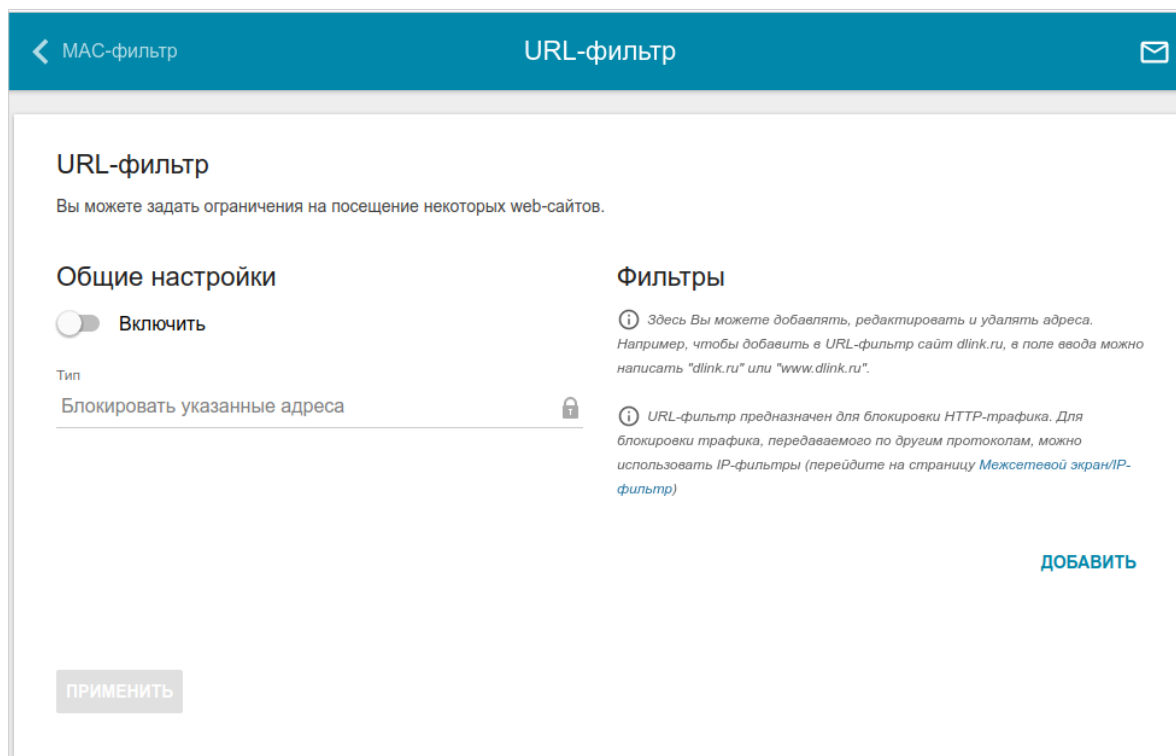 МАС-фильтр
URL-фильтр
URL-фильтр
Вы можете задать ограничения на посещение некоторых web-сайтов.
Общие настройки
Включить
Тип
Блокировать указанные адреса
ПРИМЕНИТЬ
Фильтры
Здесь Вы можете добавлять, редактировать и удалять адреса.
Например, чтобы добавить в URL-фильтр сайт dlink.ru, в поле ввода можно
написать "dlink.ru" или "www.dlink.ru".
URL-фильтр предназначен для блокировки HTTP-трафика. Для
блокировки трафика, передаваемого по другим протоколам, можно
использовать IP-фильтры (перейдите на страницу Межсетевой экран/IP-
фильтр)
ДОБАВИТЬ